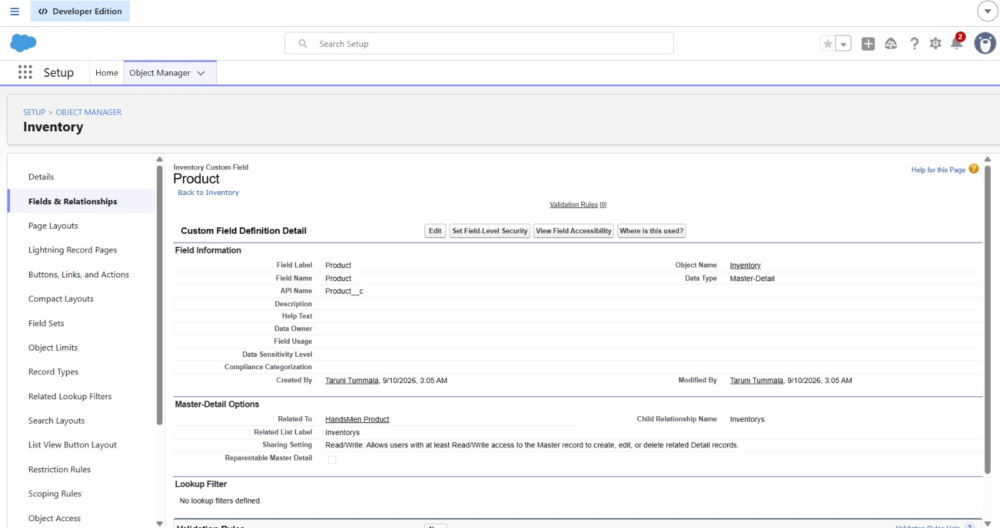 Developer Edition
Search Setup
2
Setup
Home
Object Manager
SETUP > OBJECT MANAGER
Inventory
Details
Fields & Relationships
Page Layouts
Lightning Record Pages
Buttons, Links, and Actions
Compact Layouts
Field Sets
Object Limits
Record Types
Related Lookup Filters
Search Layouts
List View Button Layout
Restriction Rules
Scoping Rules
Object Access
Inventory Custom Field
Product
Back to Inventory
Help for this Page
Validation Rules [0]
Custom Field Definition Detail
Edit
Set Field-Level Security
View Field Accessibility
Where is this used?
Field Information
Field Label Product Object Name Inventory
Field Name Product Data Type Master-Detail
API Name Product__c
Description
Help Text
Data Owner
Field Usage
Data Sensitivity Level
Compliance Categorization
Created By Taruni Tummala, 9/10/2026, 3:05 AM Modified By Taruni Tummala, 9/10/2026, 3:05 AM
Master-Detail Options
Related To HandsMen Product Child Relationship Name Inventorys
Related List Label Inventorys
Sharing Setting Read/Write: Allows users with at least Read/Write access to the Master record to create, edit, or delete related Detail records.
Reparentable Master Detail
Lookup Filter
No lookup filters defined.
Validation Rules
Validation Rules Help